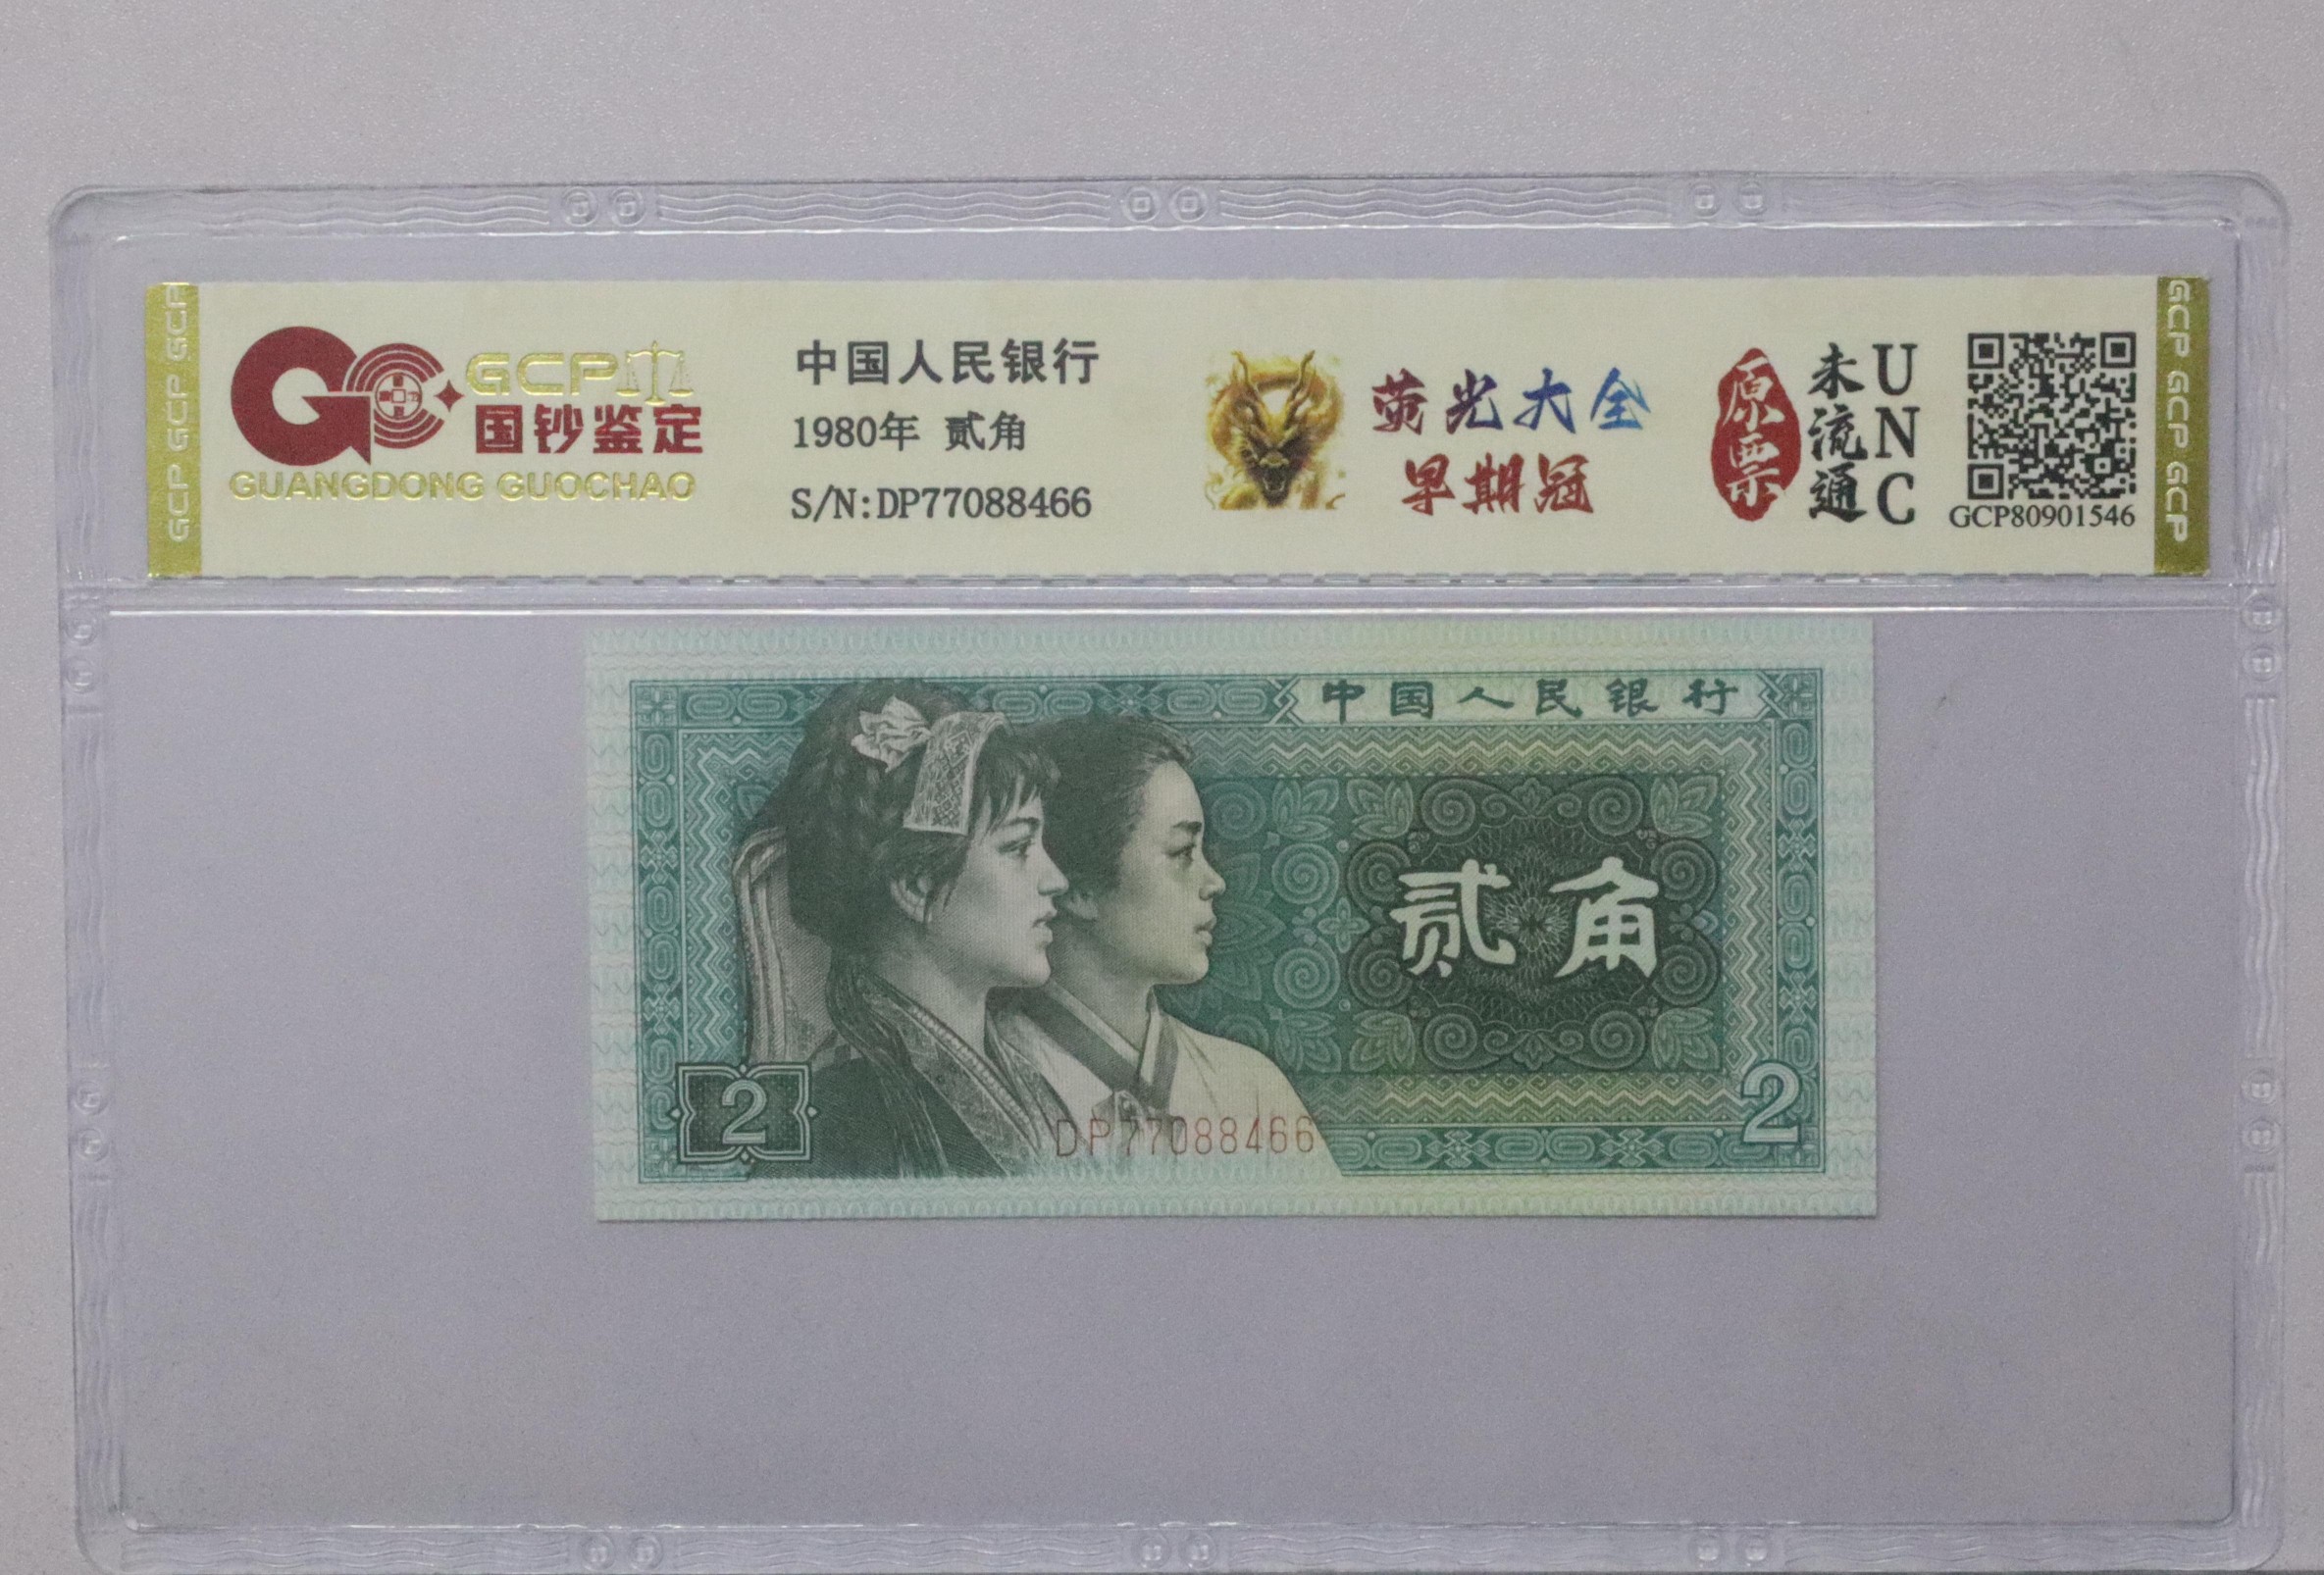 GCP GCP GCP
GCP
国钞鉴定
GUANGDONG GUOCHAO
中国人民银行
1980年 贰角
S/N:DP77088466
荧光大全
早期冠
原票
未流通
UNC
GCP80901546
GCP GCP GCP
中国人民银行
贰角
2
DP77088466
2